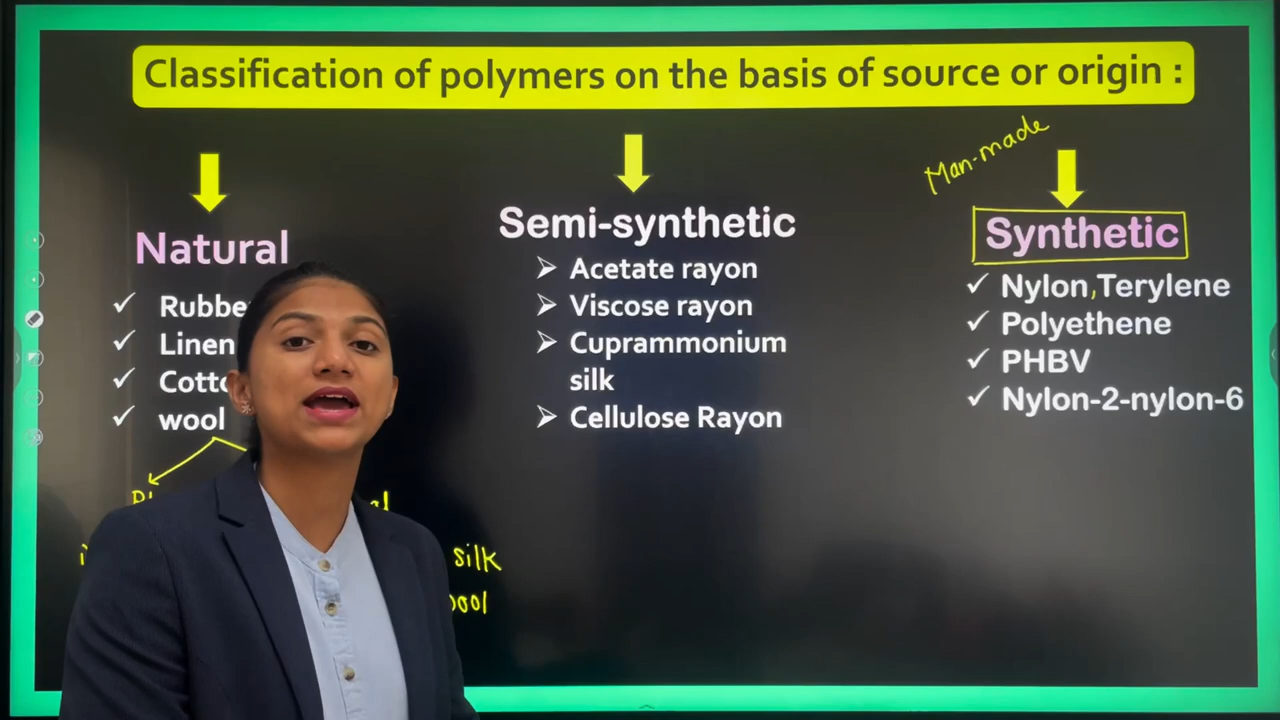 Classification of polymers on the basis of source or origin :
Man-made
Natural
Linen
wool
silk
Semi-synthetic
Acetate rayon
Viscose rayon
Cuprammonium
silk
Cellulose Rayon
Synthetic
Nylon,Terylene
Polyethene
PHBV
Nylon-2-nylon-6